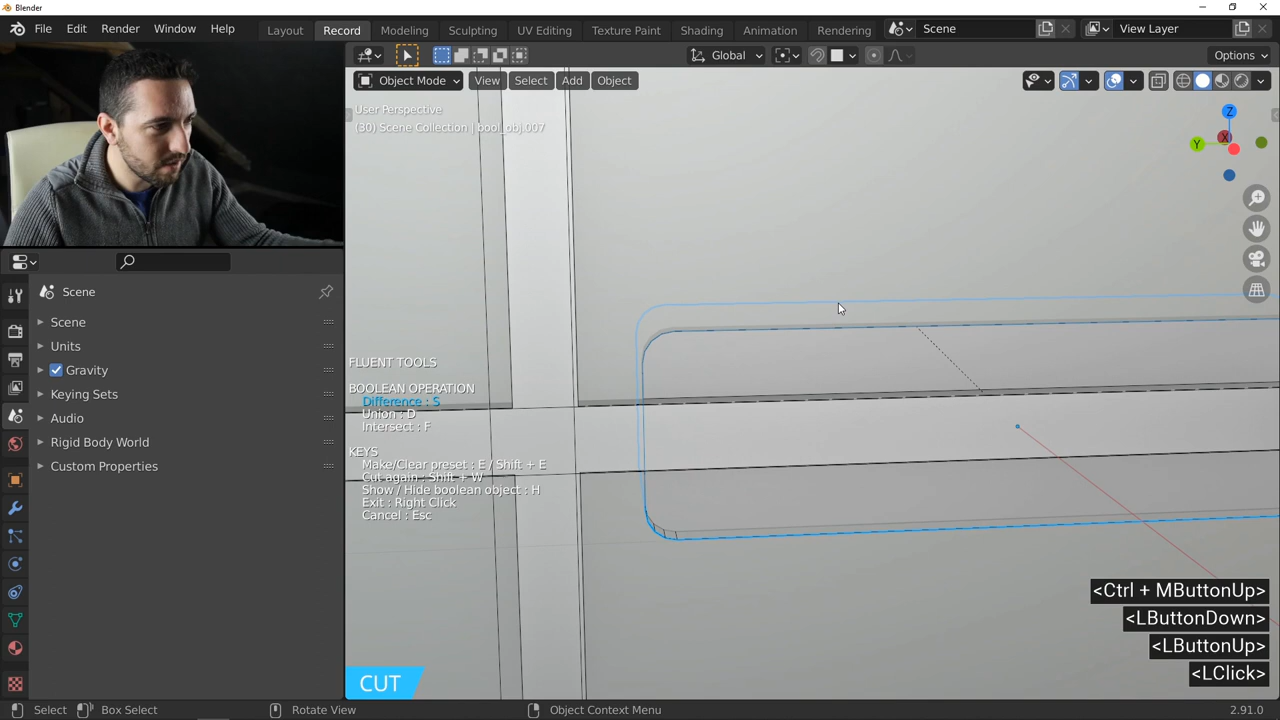 Blender
File Edit Render Window Help
Layout Record Modeling Sculpting UV Editing Texture Paint Shading Animation Rendering
Scene View Layer
Global Options
Object Mode View Select Add Object
User Perspective
(30) Scene Collection | bool_obj.007
Z
X
Y
Scene
Scene
Units
Gravity
Keying Sets
Audio
Rigid Body World
Custom Properties
FLUENT TOOLS
BOOLEAN OPERATION
Difference : S
Union : D
Intersect : F
KEYS
Make/Clear preset : E / Shift + E
Cut again : Shift + W
Show / Hide boolean object : H
Exit : Right Click
Cancel : Esc
<Ctrl + MButtonUp>
<LButtonDown>
<LButtonUp>
<LClick>
CUT
Select Box Select Rotate View Object Context Menu 2.91.0